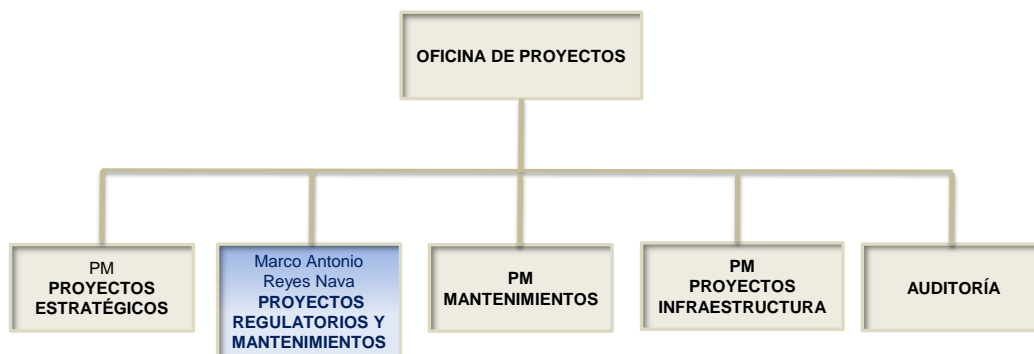 OFICINA DE PROYECTOS
PM
PROYECTOS
ESTRATÉGICOS
Marco Antonio
Reyes Nava
PROYECTOS
REGULATORIOS Y
MANTENIMIENTOS
PM
MANTENIMIENTOS
PM
PROYECTOS
INFRAESTRUCTURA
AUDITORÍA